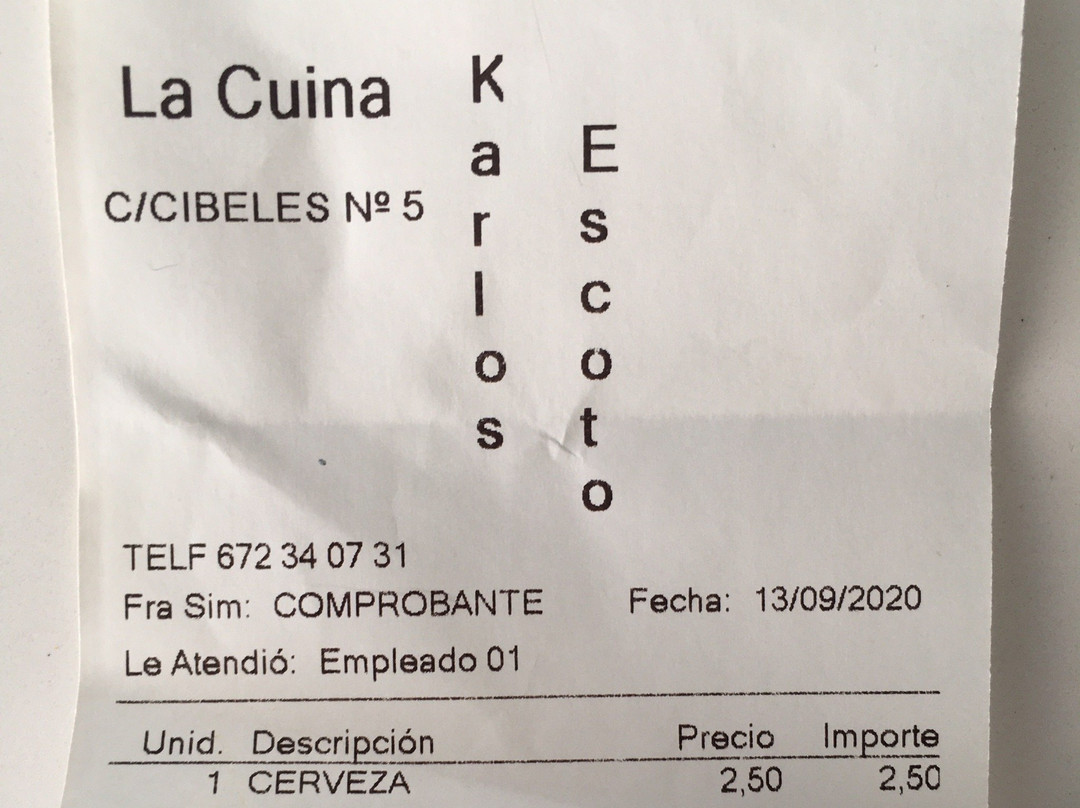 La Cuina
Karlos
Escoto
C/CIBELES Nº 5
TELF 672 34 07 31
Fra Sim: COMPROBANTE Fecha: 13/09/2020
Le Atendió: Empleado 01
Unid. Descripción Precio Importe
1 CERVEZA 2,50 2,50